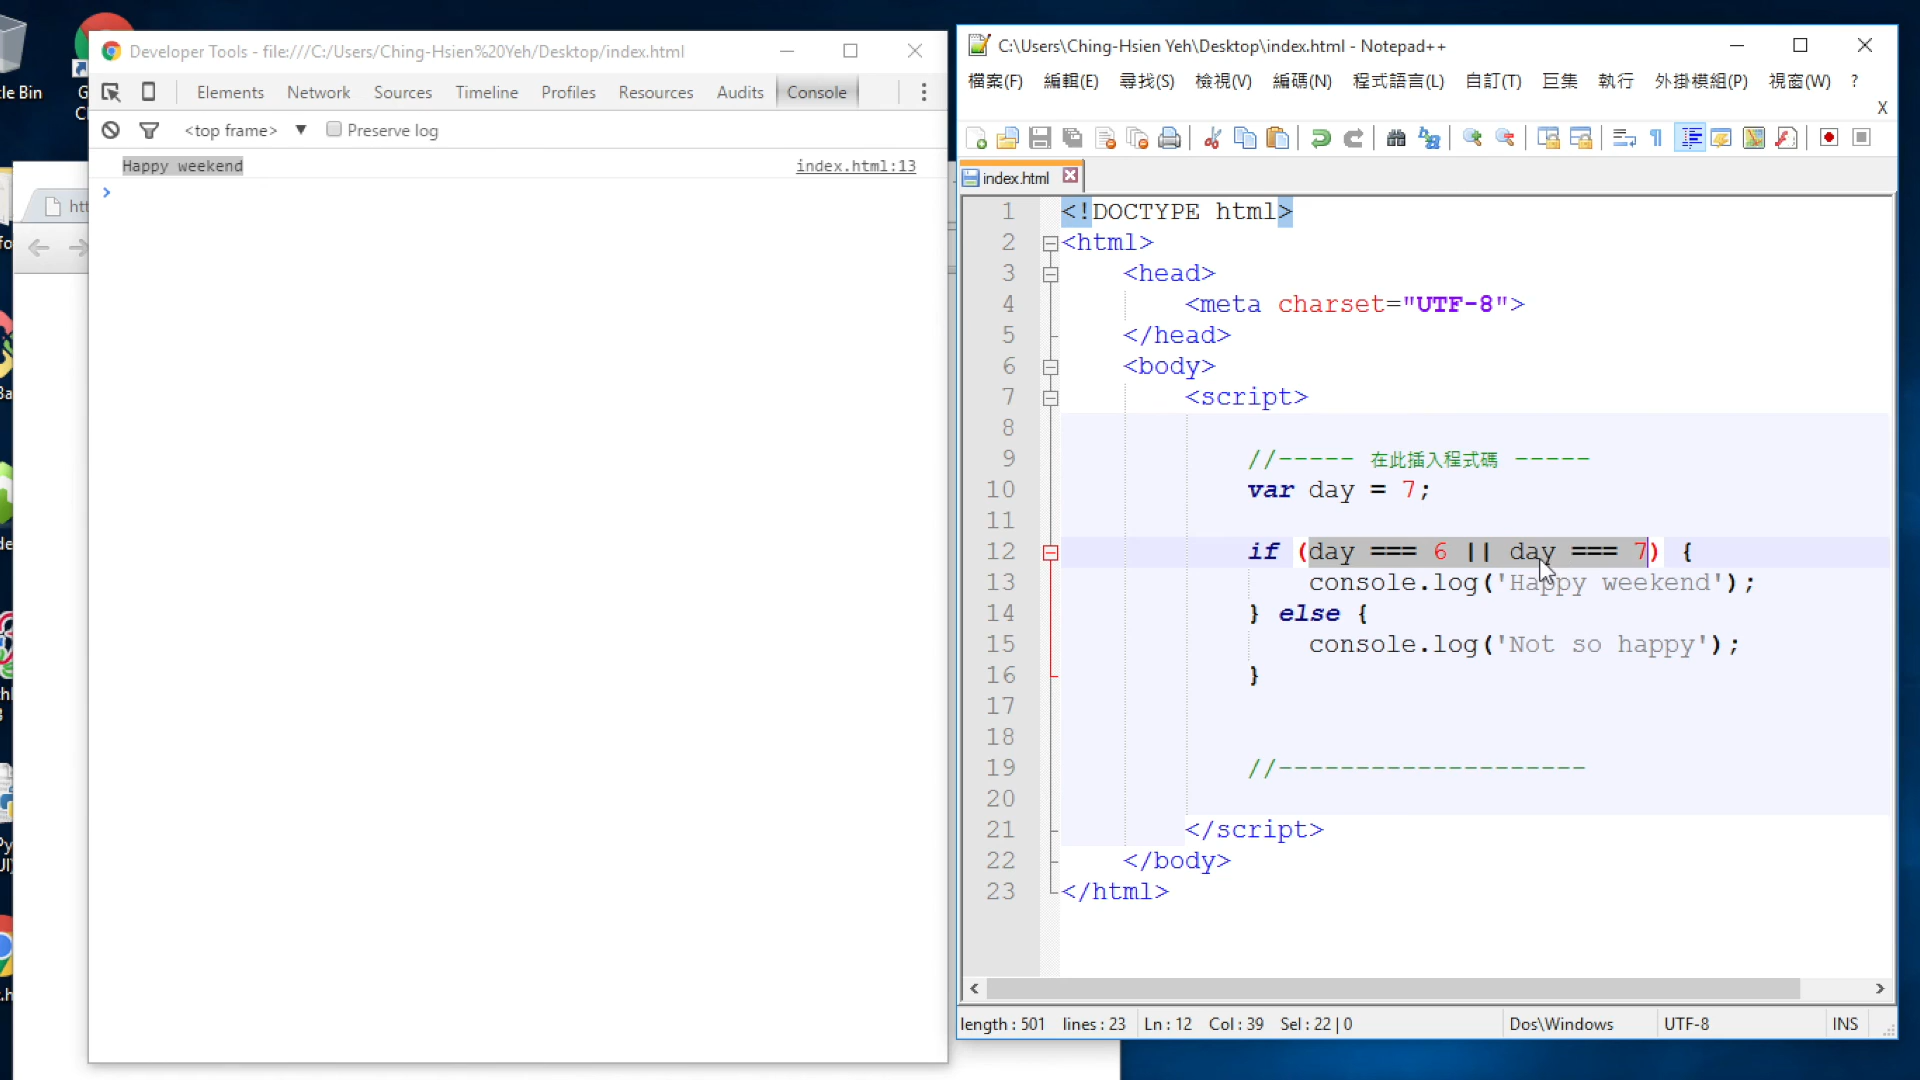 le Bin
G
C
htt
Developer Tools - file:///C:/Users/Ching-Hsien%20Yeh/Desktop/index.html
Elements Network Sources Timeline Profiles Resources Audits Console
<top frame> ▼ Preserve log
Happy weekend index.html:13
>
C:\Users\Ching-Hsien Yeh\Desktop\index.html - Notepad++
檔案(F) 編輯(E) 尋找(S) 檢視(V) 編碼(N) 程式語言(L) 自訂(T) 巨集 執行 外掛模組(P) 視窗(W) ?
X
index.html
1 <!DOCTYPE html>
2 <html>
3 <head>
4 <meta charset="UTF-8">
5 </head>
6 <body>
7 <script>
8
9 //----- 在此插入程式碼 -----
10 var day = 7;
11
12 if (day === 6 || day === 7) {
13 console.log('Happy weekend');
14 } else {
15 console.log('Not so happy');
16 }
17
18
19 //--------------------
20
21 </script>
22 </body>
23 </html>
length : 501 lines : 23 Ln : 12 Col : 39 Sel : 22 | 0 Dos\Windows UTF-8 INS